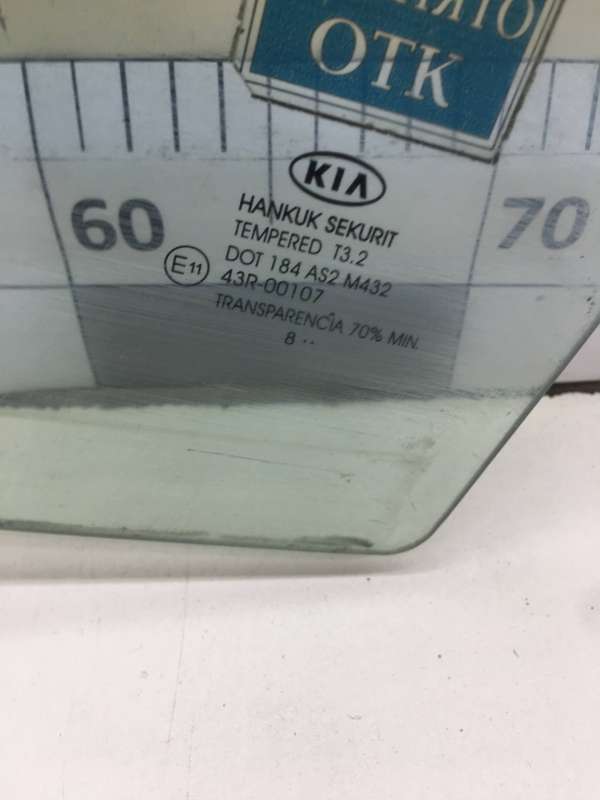 ОТК
60
70
KIA
HANKUK SEKURIT
TEMPERED T3.2
DOT 184 AS2 M432
E11
43R-00107
TRANSPARENCÎA 70% MIN.
8 ..